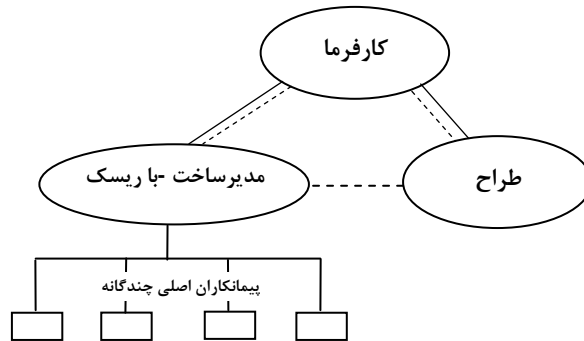 کارفرما
مدیرساخت -با ریسک
طراح
پیمانکاران اصلی چندگانه